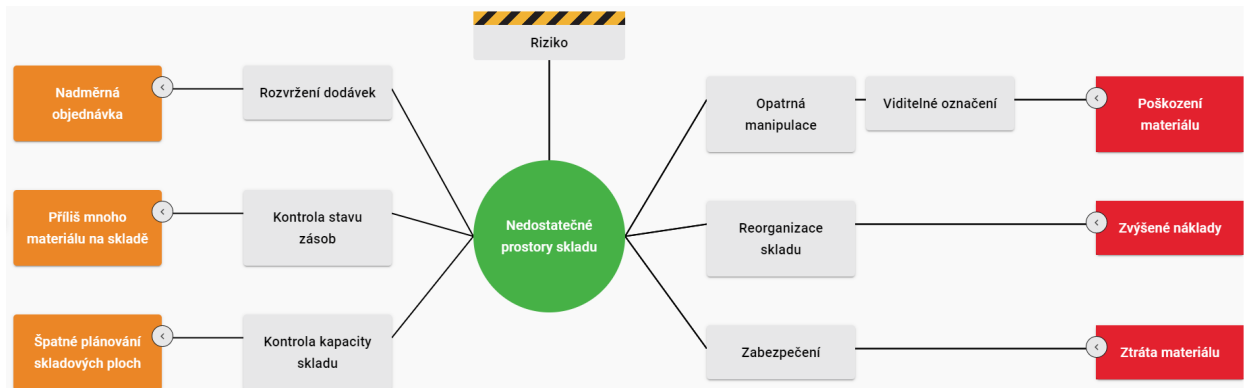 Riziko
Nadměrná
objednávka
Rozvržení dodávek
Opatrná
manipulace
Viditelné označení
Poškození
materiálu
Příliš mnoho
materiálu na skladě
Kontrola stavu
zásob
Nedostatečné
prostory skladu
Reorganizace
skladu
Zvýšené náklady
Špatné plánování
skladových ploch
Kontrola kapacity
skladu
Zabezpečení
Ztráta materiálu